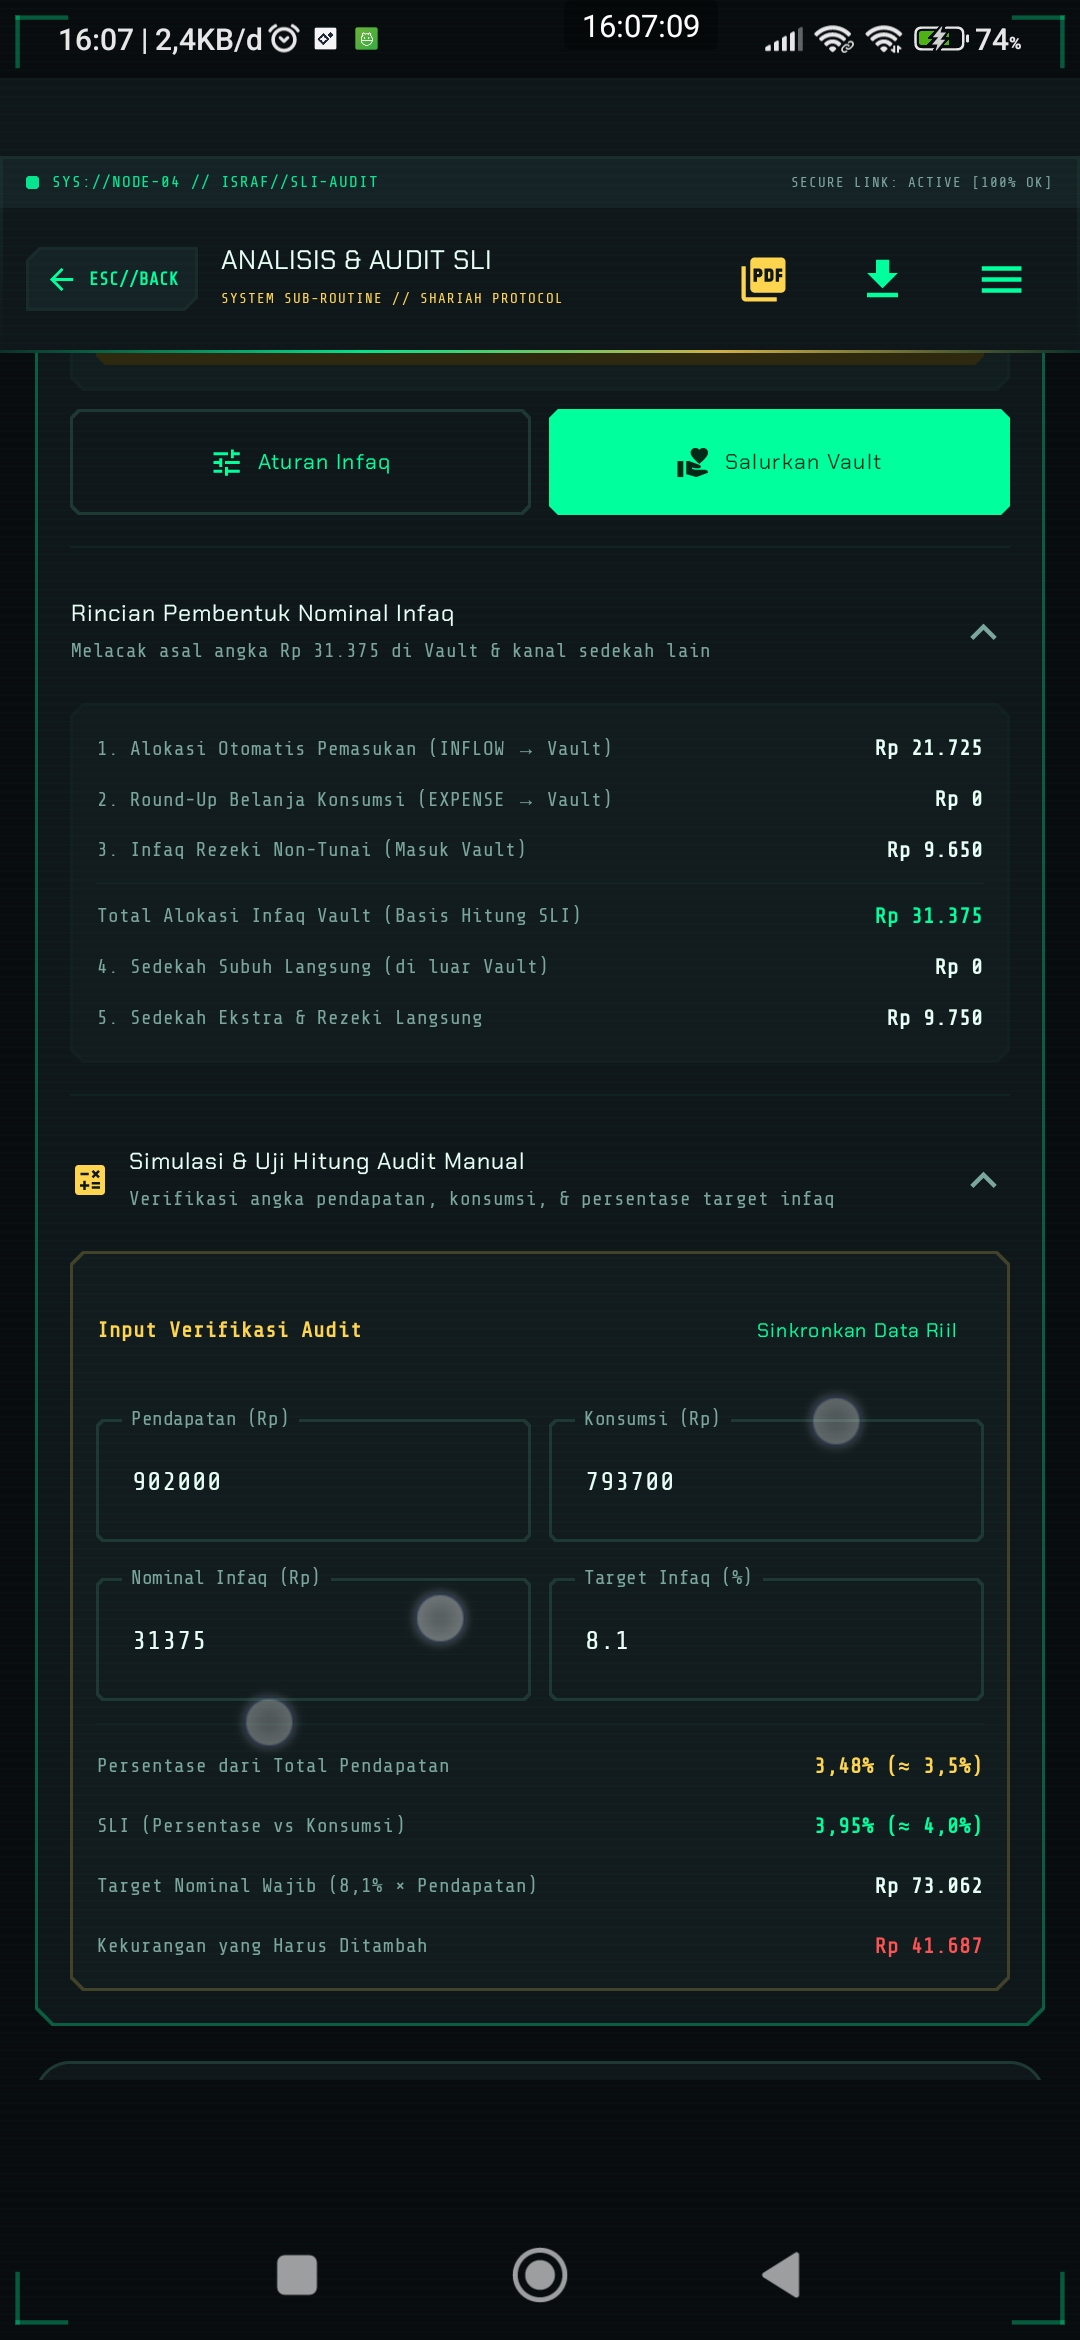 16:07 | 2,4KB/d
16:07:09
74%
SYS://NODE-04 // ISRAF//SLI-AUDIT
SECURE LINK: ACTIVE [100% OK]
ESC//BACK
ANALISIS & AUDIT SLI
SYSTEM SUB-ROUTINE // SHARIAH PROTOCOL
PDF
Aturan Infaq
Salurkan Vault
Rincian Pembentuk Nominal Infaq
Melacak asal angka Rp 31.375 di Vault & kanal sedekah lain
1. Alokasi Otomatis Pemasukan (INFLOW → Vault) Rp 21.725
2. Round-Up Belanja Konsumsi (EXPENSE → Vault) Rp 0
3. Infaq Rezeki Non-Tunai (Masuk Vault) Rp 9.650
Total Alokasi Infaq Vault (Basis Hitung SLI) Rp 31.375
4. Sedekah Subuh Langsung (di luar Vault) Rp 0
5. Sedekah Ekstra & Rezeki Langsung Rp 9.750
Simulasi & Uji Hitung Audit Manual
Verifikasi angka pendapatan, konsumsi, & persentase target infaq
Input Verifikasi Audit
Sinkronkan Data Riil
Pendapatan (Rp)
902000
Konsumsi (Rp)
793700
Nominal Infaq (Rp)
31375
Target Infaq (%)
8.1
Persentase dari Total Pendapatan 3,48% (≈ 3,5%)
SLI (Persentase vs Konsumsi) 3,95% (≈ 4,0%)
Target Nominal Wajib (8,1% × Pendapatan) Rp 73.062
Kekurangan yang Harus Ditambah Rp 41.687